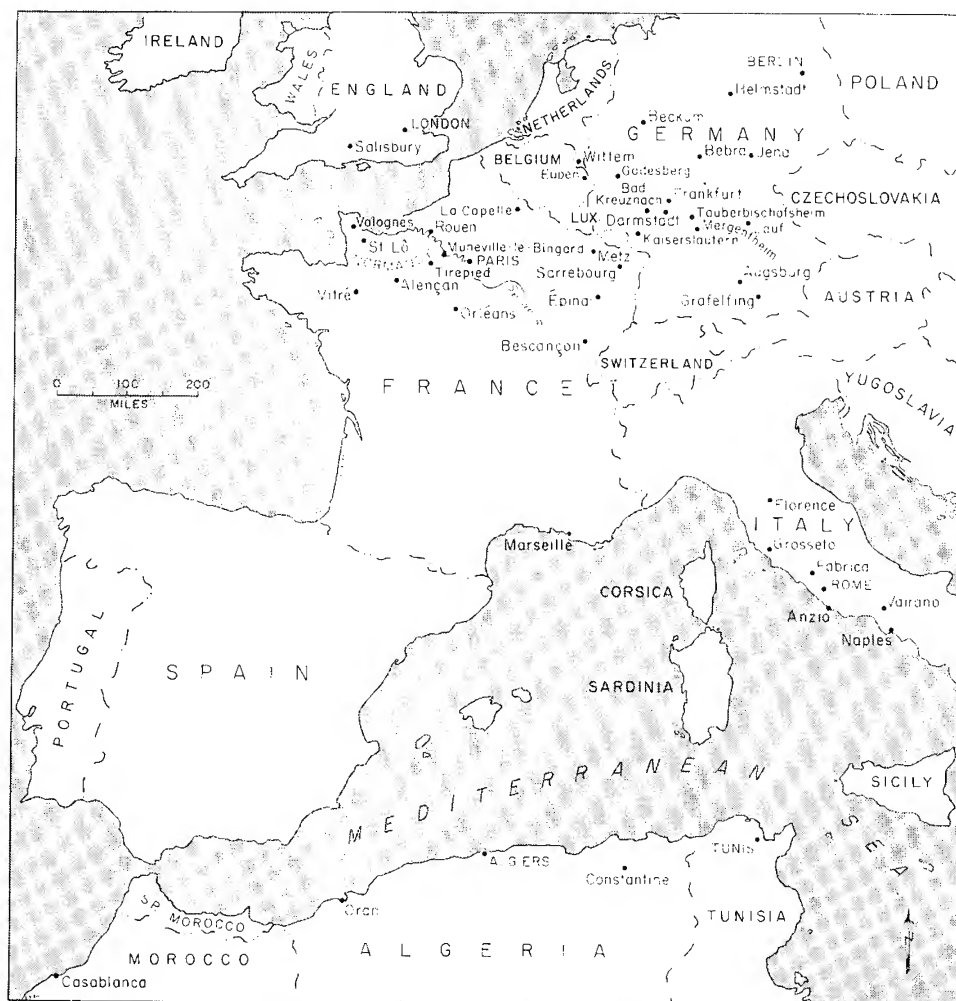 IRELAND
WALES
ENGLAND
LONDON
Salisbury
NETHERLANDS
BERLIN
Helmstadt
POLAND
Beckum
GERMANY
BELGIUM
Wittem
Eupen
Bebra
Jena
Godesberg
Bad
Kreuznach
Frankfurt
CZECHOSLOVAKIA
La Capelle
LUX
Darmstadt
Tauberbischofsheim
Mergentheim
Lauf
Kaiserslautern
Valognes
Rouen
St Lô
Muneville-le-Bingard
NORMANDY
PARIS
Metz
Tirepied
Sarrebourg
Alençan
Augsburg
Vitré
Épinal
Grafelfing
AUSTRIA
Orléans
Bescançon
SWITZERLAND
0 100 200
MILES
FRANCE
YUGOSLAVIA
Florence
ITALY
Marseille
Grosseto
Fabrica
CORSICA
ROME
Vairano
Anzio
Naples
PORTUGAL
SPAIN
SARDINIA
MEDITERRANEAN
SEA
SICILY
ALGIERS
TUNIS
Constantine
Oran
SP. MOROCCO
TUNISIA
MOROCCO
ALGERIA
Casablanca
N